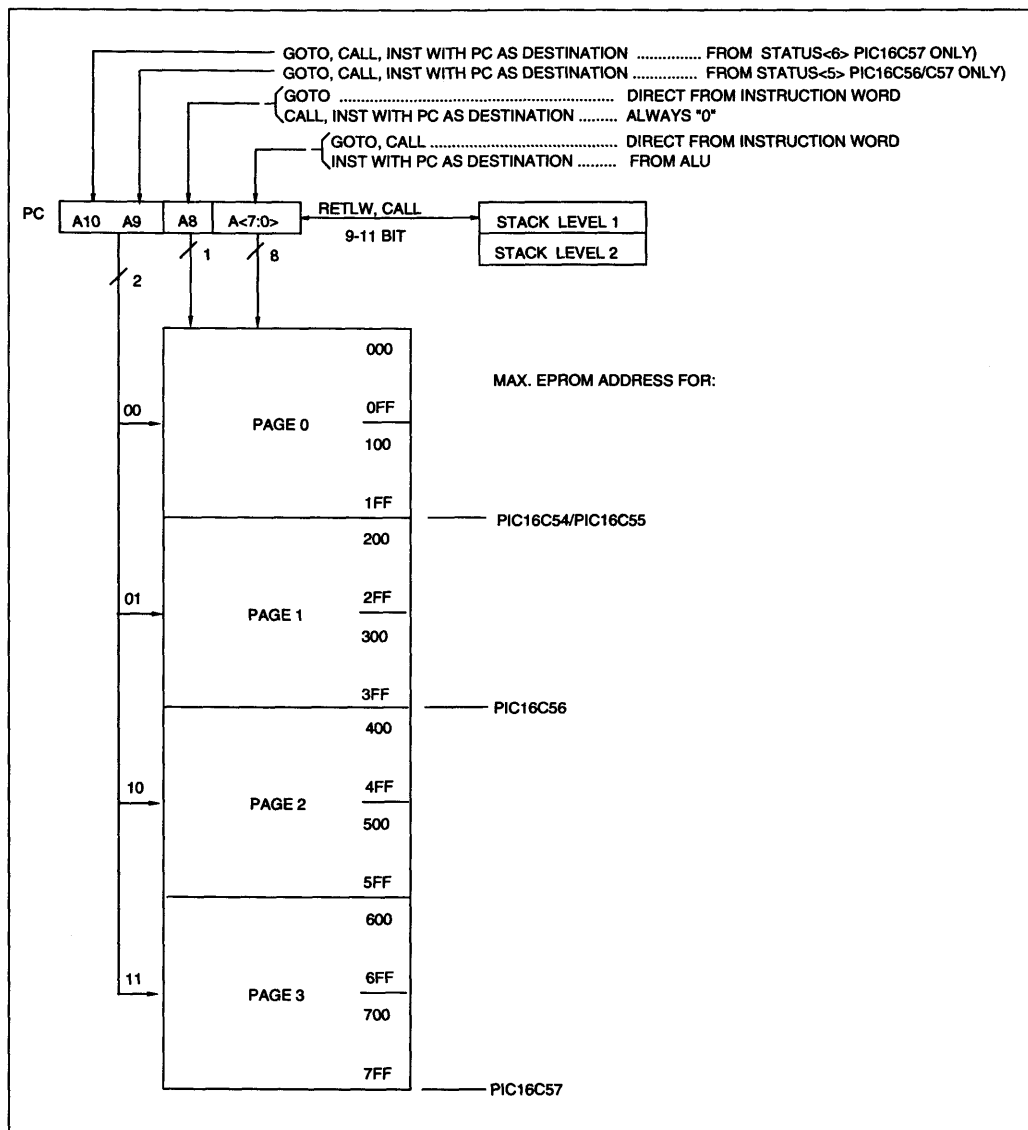 GOTO, CALL, INST WITH PC AS DESTINATION .............. FROM STATUS<6> PIC16C57 ONLY)
GOTO, CALL, INST WITH PC AS DESTINATION .............. FROM STATUS<5> PIC16C56/C57 ONLY)
GOTO ............................................................ DIRECT FROM INSTRUCTION WORD
CALL, INST WITH PC AS DESTINATION ......... ALWAYS "0"
GOTO, CALL ................................... DIRECT FROM INSTRUCTION WORD
INST WITH PC AS DESTINATION ......... FROM ALU
PC
A10 A9 A8 A<7:0>
RETLW, CALL
9-11 BIT
STACK LEVEL 1
STACK LEVEL 2
2
1
8
000
MAX. EPROM ADDRESS FOR:
00
PAGE 0
0FF
100
1FF
PIC16C54/PIC16C55
200
01
PAGE 1
2FF
300
3FF
PIC16C56
400
10
PAGE 2
4FF
500
5FF
600
11
PAGE 3
6FF
700
7FF
PIC16C57